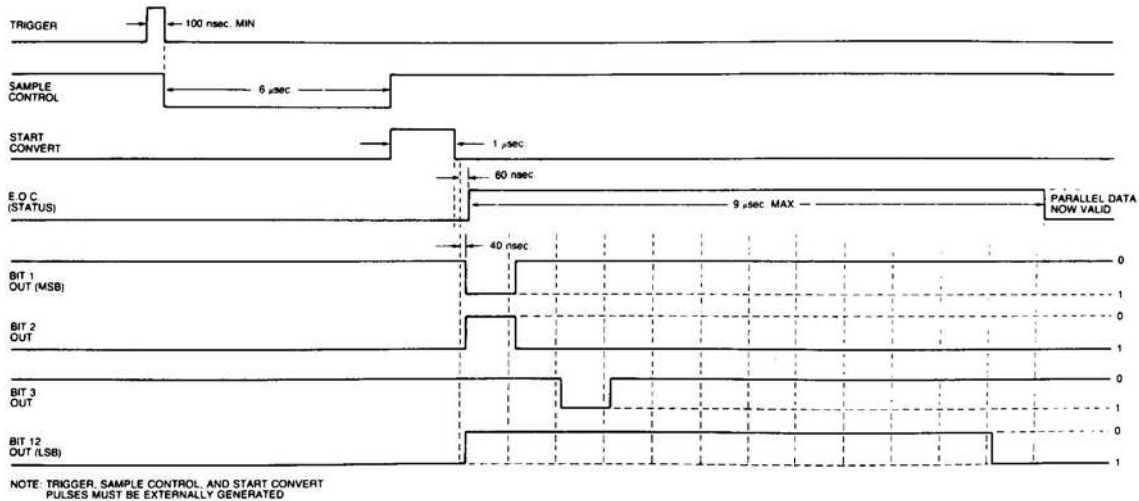 TRIGGER
100 nsec. MIN
SAMPLE
CONTROL
6 µsec
START
CONVERT
1 µsec
60 nsec
E.O.C
(STATUS)
9 µsec. MAX
PARALLEL DATA
NOW VALID
40 nsec
BIT 1
OUT (MSB)
0
1
BIT 2
OUT
0
1
BIT 3
OUT
0
1
BIT 12
OUT (LSB)
0
1
NOTE: TRIGGER, SAMPLE CONTROL, AND START CONVERT
PULSES MUST BE EXTERNALLY GENERATED